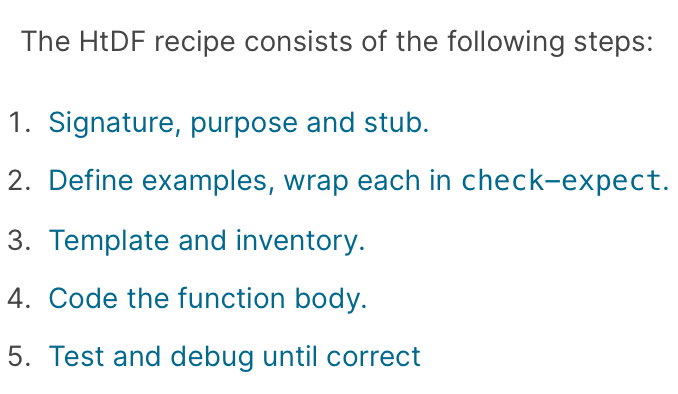 The HtDF recipe consists of the following steps:
1. Signature, purpose and stub.
2. Define examples, wrap each in check-expect.
3. Template and inventory.
4. Code the function body.
5. Test and debug until correct